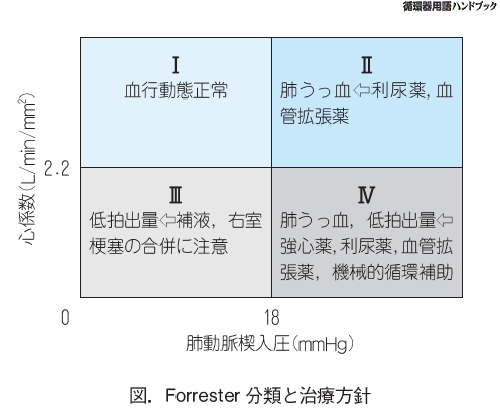 循環器用語ハンドブック
Ⅰ
血行動態正常
Ⅱ
肺うっ血⇦利尿薬，血
管拡張薬
2.2
心係数（L/min/mm²）
Ⅲ
低拍出量⇦補液，右室
梗塞の合併に注意
Ⅳ
肺うっ血，低拍出量⇦
強心薬，利尿薬，血管拡
張薬，機械的循環補助
0
18
肺動脈楔入圧（mmHg）
図．Forrester 分類と治療方針